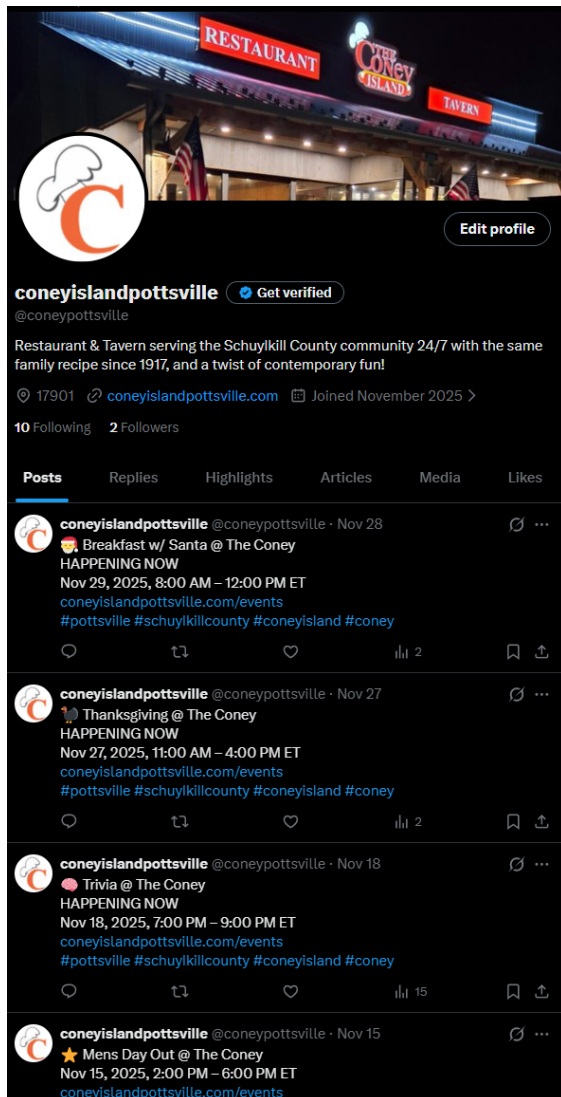 RESTAURANT
THE
CONEY
ISLAND
TAVERN
C
Edit profile
coneyislandpottsville Get verified
@coneypottsville
Restaurant & Tavern serving the Schuylkill County community 24/7 with the same
family recipe since 1917, and a twist of contemporary fun!
17901 coneyislandpottsville.com Joined November 2025
10 Following 2 Followers
Posts Replies Highlights Articles Media Likes
coneyislandpottsville @coneypottsville · Nov 28
🎅 Breakfast w/ Santa @ The Coney
HAPPENING NOW
Nov 29, 2025, 8:00 AM – 12:00 PM ET
coneyislandpottsville.com/events
#pottsville #schuylkillcounty #coneyisland #coney
2
coneyislandpottsville @coneypottsville · Nov 27
🦃 Thanksgiving @ The Coney
HAPPENING NOW
Nov 27, 2025, 11:00 AM – 4:00 PM ET
coneyislandpottsville.com/events
#pottsville #schuylkillcounty #coneyisland #coney
2
coneyislandpottsville @coneypottsville · Nov 18
🧠 Trivia @ The Coney
HAPPENING NOW
Nov 18, 2025, 7:00 PM – 9:00 PM ET
coneyislandpottsville.com/events
#pottsville #schuylkillcounty #coneyisland #coney
15
coneyislandpottsville @coneypottsville · Nov 15
⭐ Mens Day Out @ The Coney
Nov 15, 2025, 2:00 PM – 6:00 PM ET
coneyislandpottsville.com/events